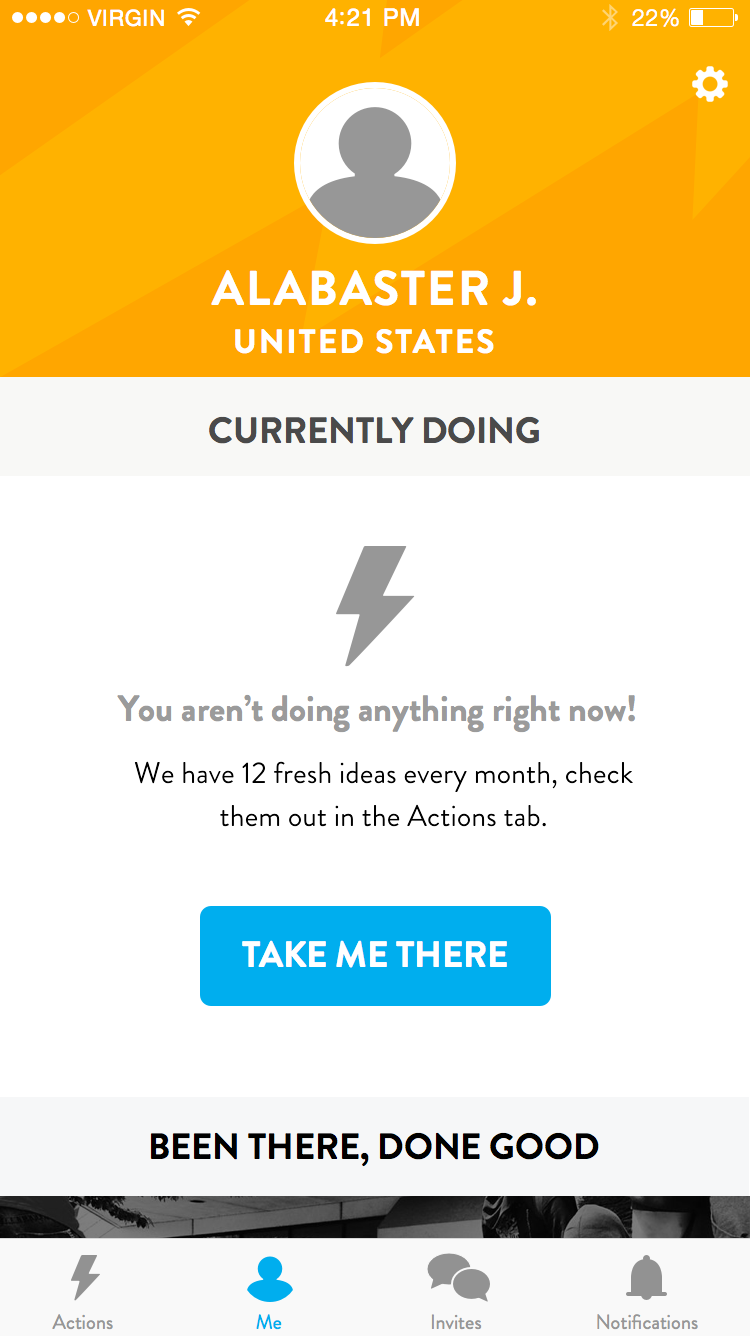 VIRGIN 4:21 PM 22%
ALABASTER J.
UNITED STATES
CURRENTLY DOING
You aren’t doing anything right now!
We have 12 fresh ideas every month, check
them out in the Actions tab.
TAKE ME THERE
BEEN THERE, DONE GOOD
Actions Me Invites Notifications